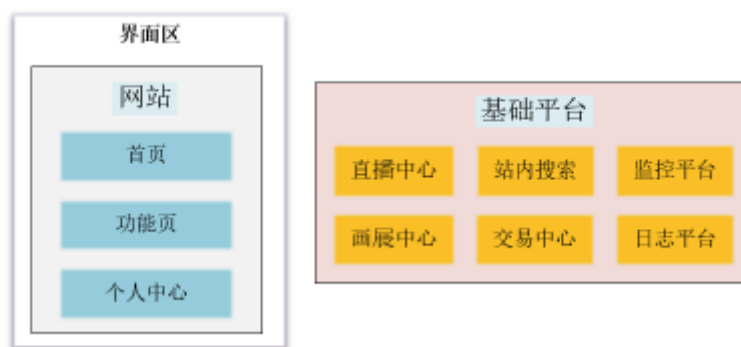 界面区
网站
首页
功能页
个人中心
基础平台
直播中心 站内搜索 监控平台
画展中心 交易中心 日志平台